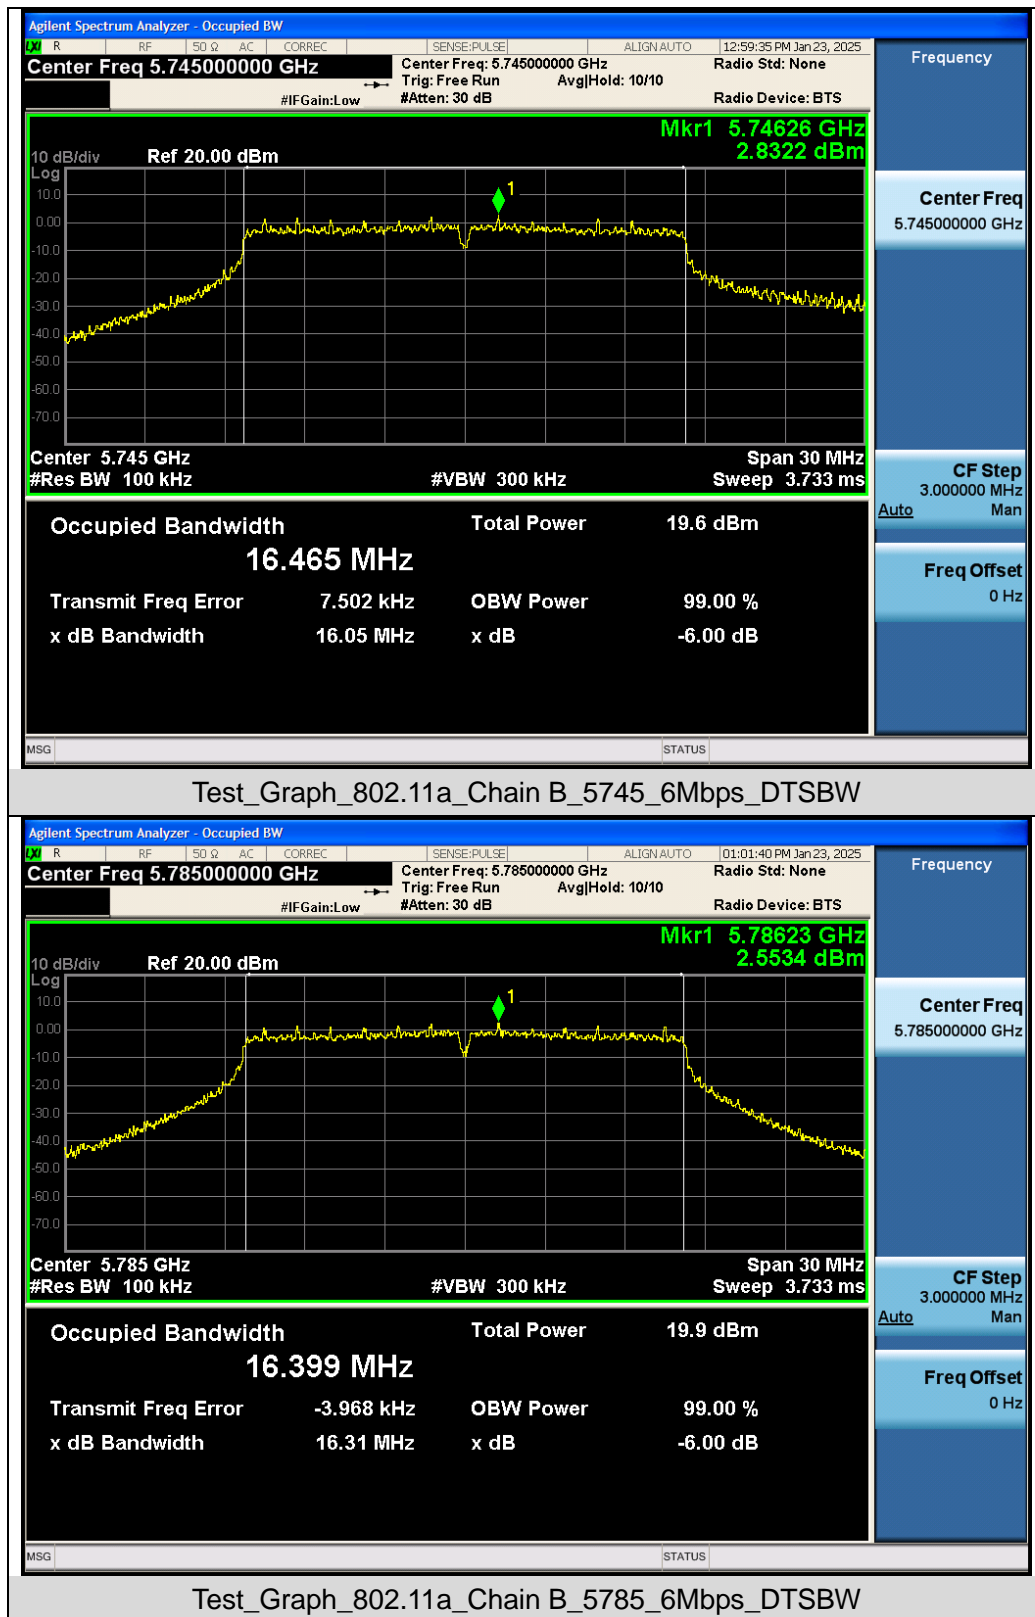 Agilent Spectrum Analyzer - Occupied BW
LXI R RF 50 Ω AC CORREC SENSE:PULSE ALIGN AUTO 12:59:35 PM Jan 23, 2025
Center Freq 5.745000000 GHz Center Freq: 5.745000000 GHz Radio Std: None Frequency
Trig: Free Run Avg|Hold: 10/10
#IFGain:Low #Atten: 30 dB Radio Device: BTS
Mkr1 5.74626 GHz
2.8322 dBm
10 dB/div Ref 20.00 dBm
Log
10.0
1
0.00
-10.0
-20.0
-30.0
-40.0
-50.0
-60.0
-70.0
Center Freq
5.745000000 GHz
Center 5.745 GHz Span 30 MHz
#Res BW 100 kHz #VBW 300 kHz Sweep 3.733 ms
CF Step
3.000000 MHz
Auto Man
Occupied Bandwidth Total Power 19.6 dBm
16.465 MHz
Freq Offset
0 Hz
Transmit Freq Error 7.502 kHz OBW Power 99.00 %
x dB Bandwidth 16.05 MHz x dB -6.00 dB
MSG STATUS
Test_Graph_802.11a_Chain B_5745_6Mbps_DTSBW
Agilent Spectrum Analyzer - Occupied BW
LXI R RF 50 Ω AC CORREC SENSE:PULSE ALIGN AUTO 01:01:40 PM Jan 23, 2025
Center Freq 5.785000000 GHz Center Freq: 5.785000000 GHz Radio Std: None Frequency
Trig: Free Run Avg|Hold: 10/10
#IFGain:Low #Atten: 30 dB Radio Device: BTS
Mkr1 5.78623 GHz
2.5534 dBm
10 dB/div Ref 20.00 dBm
Log
10.0
1
0.00
-10.0
-20.0
-30.0
-40.0
-50.0
-60.0
-70.0
Center Freq
5.785000000 GHz
Center 5.785 GHz Span 30 MHz
#Res BW 100 kHz #VBW 300 kHz Sweep 3.733 ms
CF Step
3.000000 MHz
Auto Man
Occupied Bandwidth Total Power 19.9 dBm
16.399 MHz
Freq Offset
0 Hz
Transmit Freq Error -3.968 kHz OBW Power 99.00 %
x dB Bandwidth 16.31 MHz x dB -6.00 dB
MSG STATUS
Test_Graph_802.11a_Chain B_5785_6Mbps_DTSBW